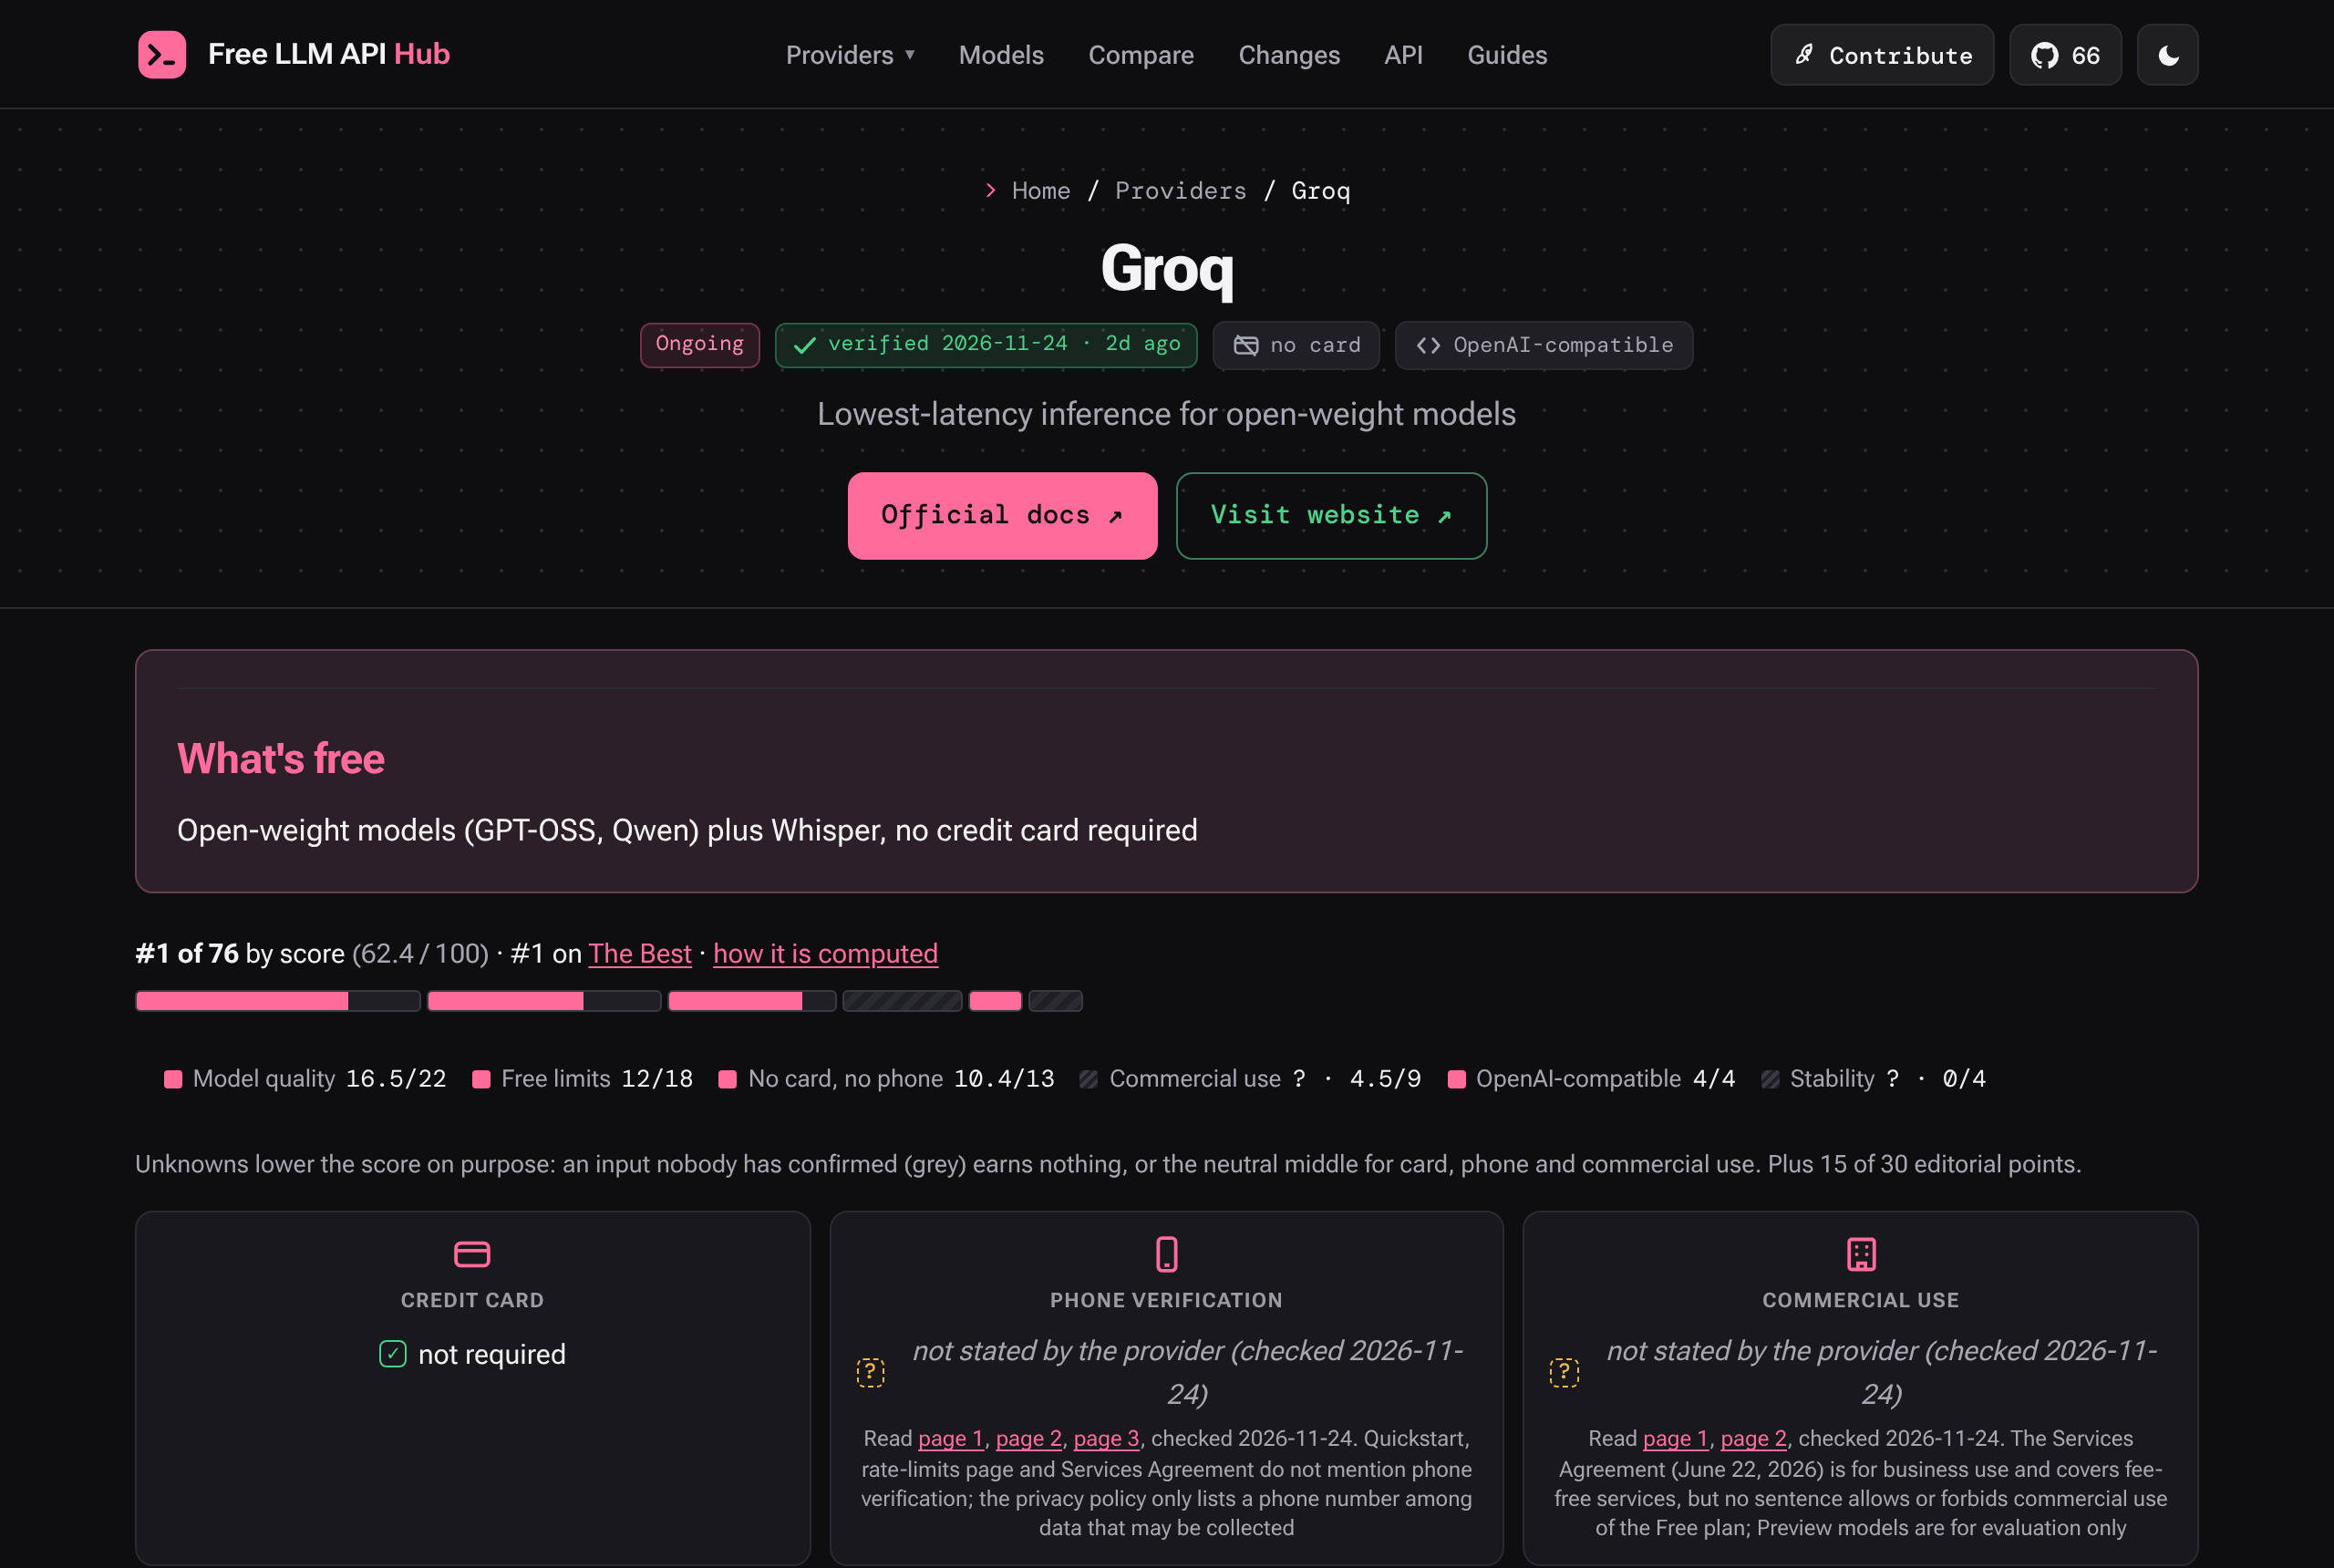 Free LLM API Hub
Providers ▼ Models Compare Changes API Guides
Contribute 66
> Home / Providers / Groq
Groq
Ongoing ✓ verified 2026-11-24 · 2d ago no card <> OpenAI-compatible
Lowest-latency inference for open-weight models
Official docs ↗ Visit website ↗
What's free
Open-weight models (GPT-OSS, Qwen) plus Whisper, no credit card required
#1 of 76 by score (62.4 / 100) · #1 on The Best · how it is computed
Model quality 16.5/22 Free limits 12/18 No card, no phone 10.4/13 Commercial use ? · 4.5/9 OpenAI-compatible 4/4 Stability ? · 0/4
Unknowns lower the score on purpose: an input nobody has confirmed (grey) earns nothing, or the neutral middle for card, phone and commercial use. Plus 15 of 30 editorial points.
CREDIT CARD
✓ not required
PHONE VERIFICATION
? not stated by the provider (checked 2026-11-
24)
Read page 1, page 2, page 3, checked 2026-11-24. Quickstart,
rate-limits page and Services Agreement do not mention phone
verification; the privacy policy only lists a phone number among
data that may be collected
COMMERCIAL USE
? not stated by the provider (checked 2026-11-
24)
Read page 1, page 2, checked 2026-11-24. The Services
Agreement (June 22, 2026) is for business use and covers fee-
free services, but no sentence allows or forbids commercial use
of the Free plan; Preview models are for evaluation only